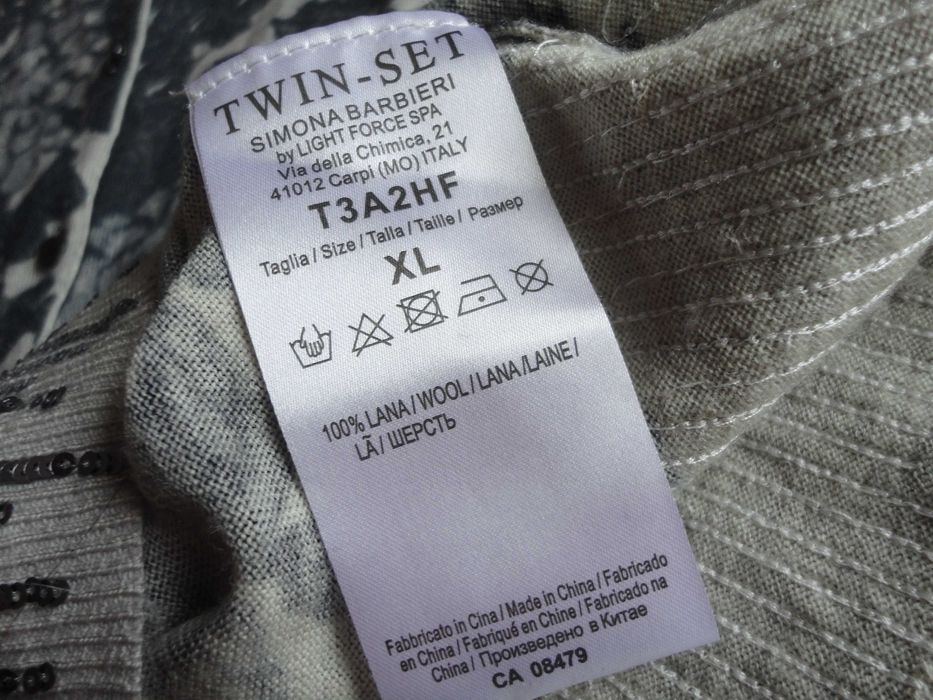 TWIN-SET
SIMONA BARBIERI
by LIGHT FORCE SPA
Via della Chimica, 21
41012 Carpi (MO) ITALY
T3A2HF
Taglia / Size / Talla / Taille / Размер
XL
100% LANA / WOOL / LANA /LAINE /
LÃ / ШЕРСТЬ
Fabbricato in Cina / Made in China / Fabricado
en China / Fabriqué en Chine / Fabricado na
China / Произведено в Китае
CA 08479